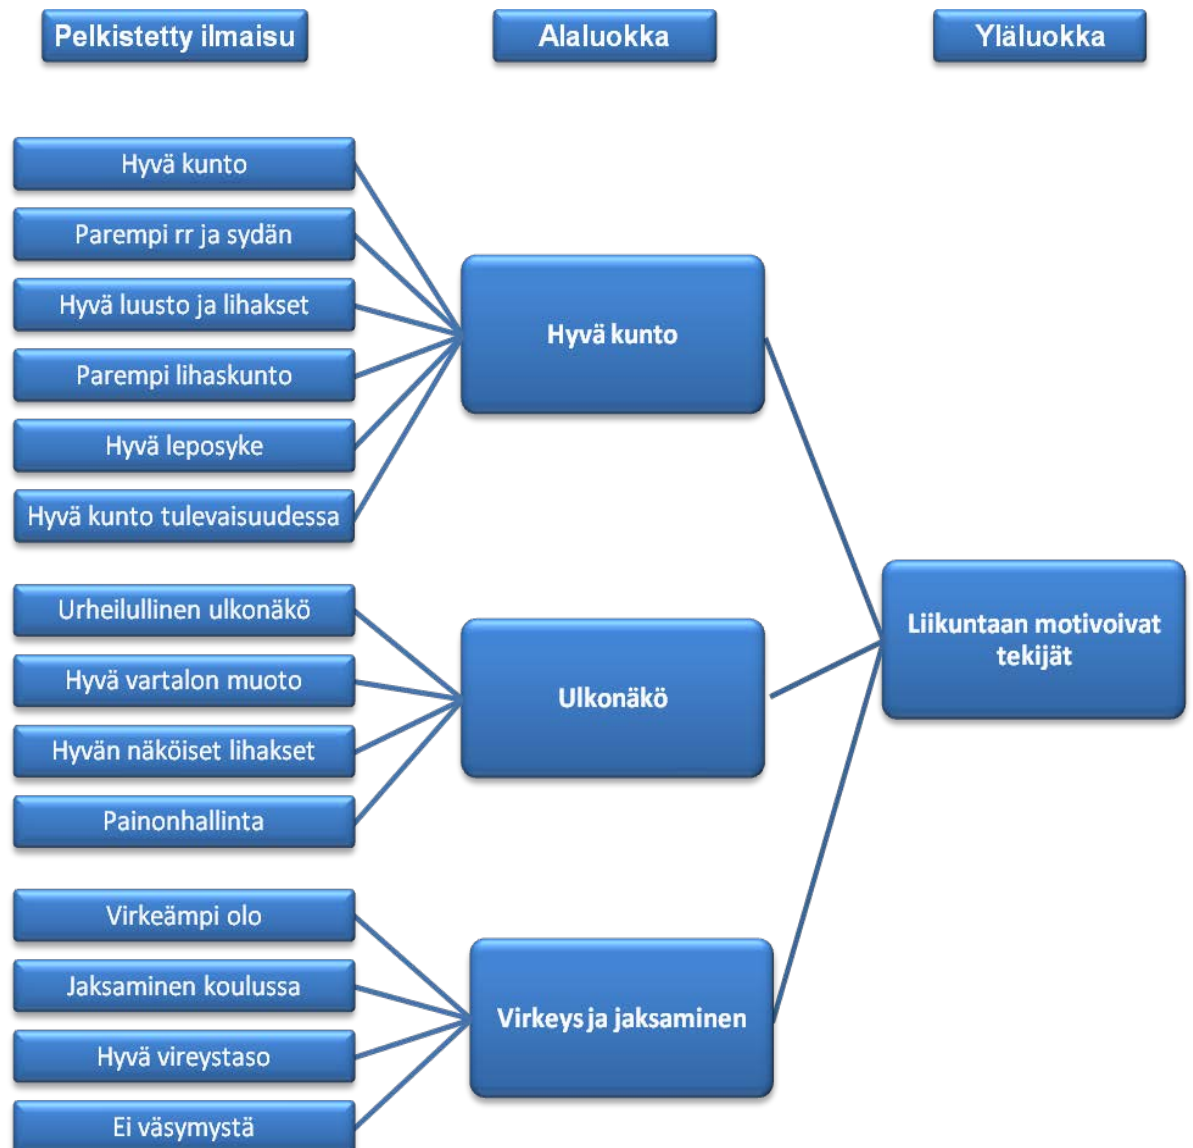 Pelkistetty ilmaisu
Alaluokka
Yläluokka
Hyvä kunto
Parempi rr ja sydän
Hyvä luusto ja lihakset
Parempi lihaskunto
Hyvä leposyke
Hyvä kunto tulevaisuudessa
Hyvä kunto
Urheilullinen ulkonäkö
Hyvä vartalon muoto
Hyvän näköiset lihakset
Painonhallinta
Ulkonäkö
Virkeämpi olo
Jaksaminen koulussa
Hyvä vireystaso
Ei väsymystä
Virkeys ja jaksaminen
Liikuntaan motivoivat
tekijät